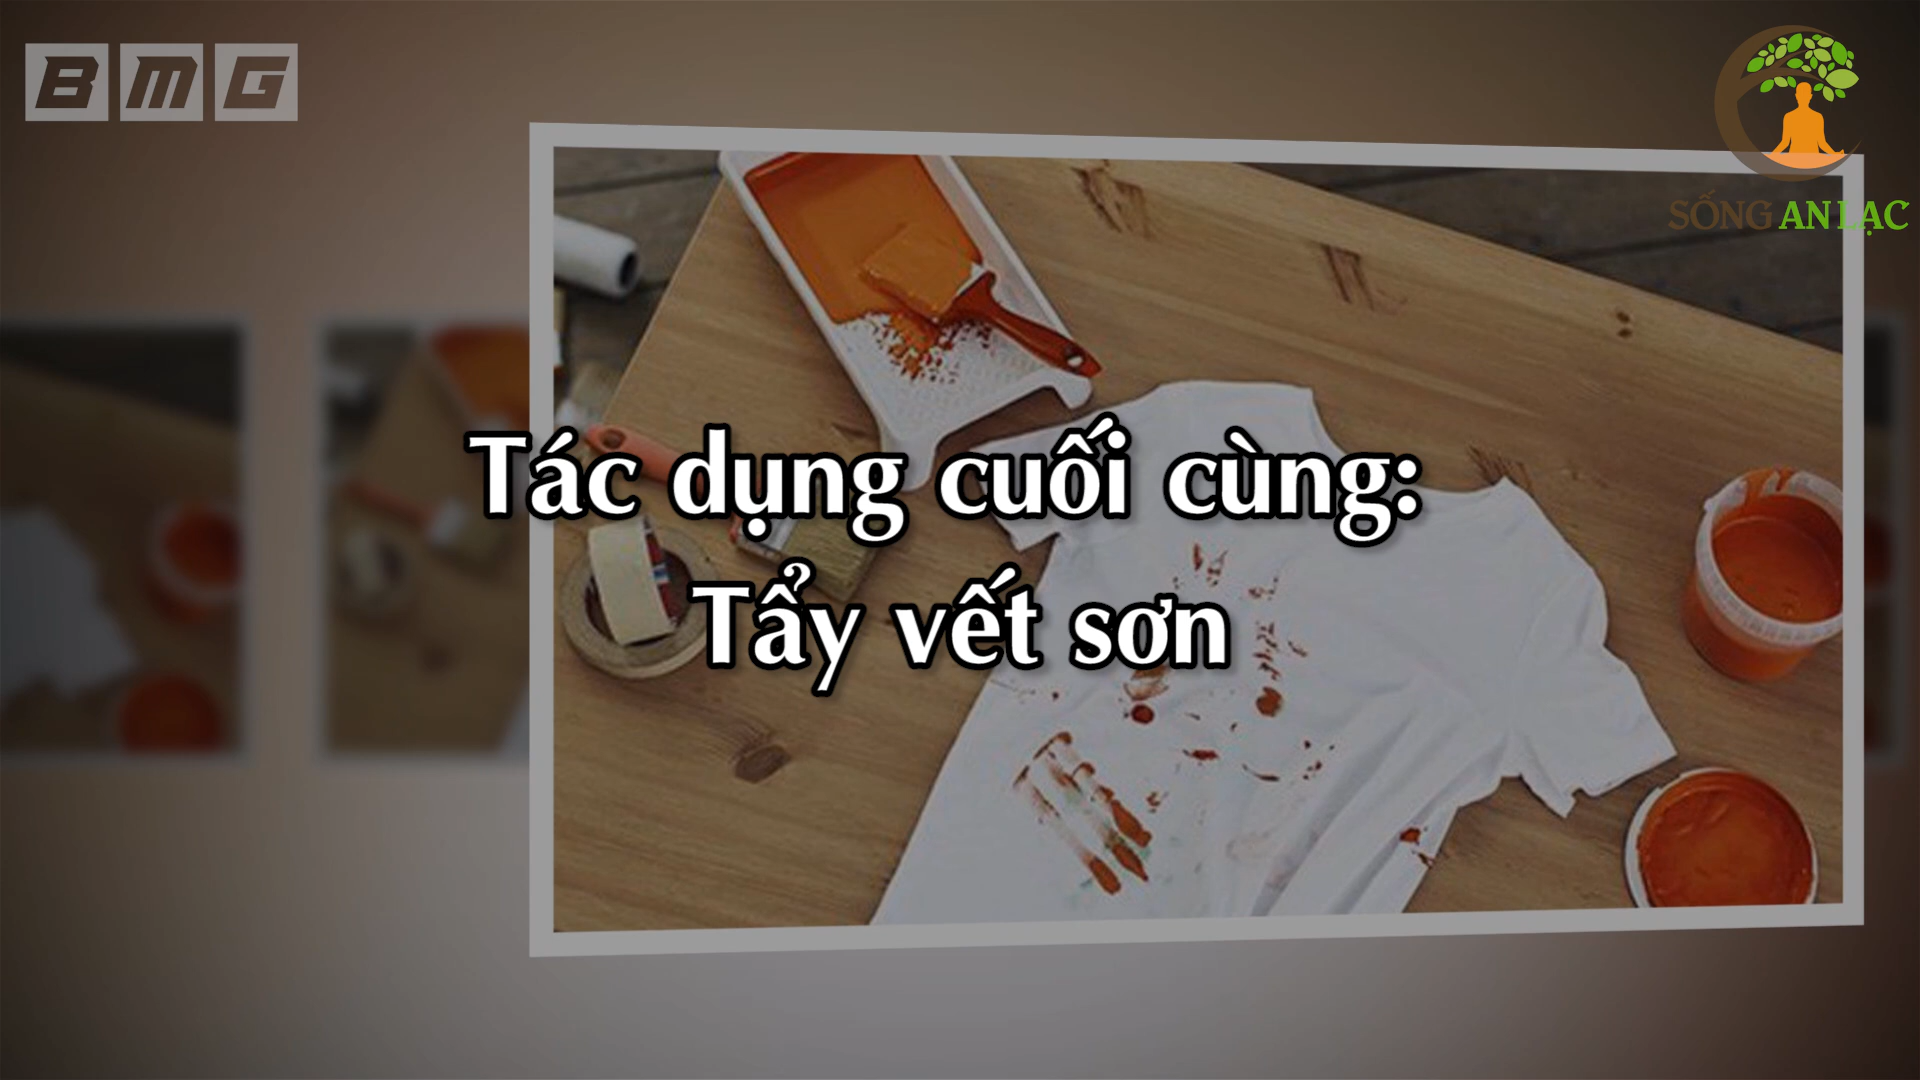 BMG
SỐNG AN LẠC
Tác dụng cuối cùng:
Tẩy vết sơn